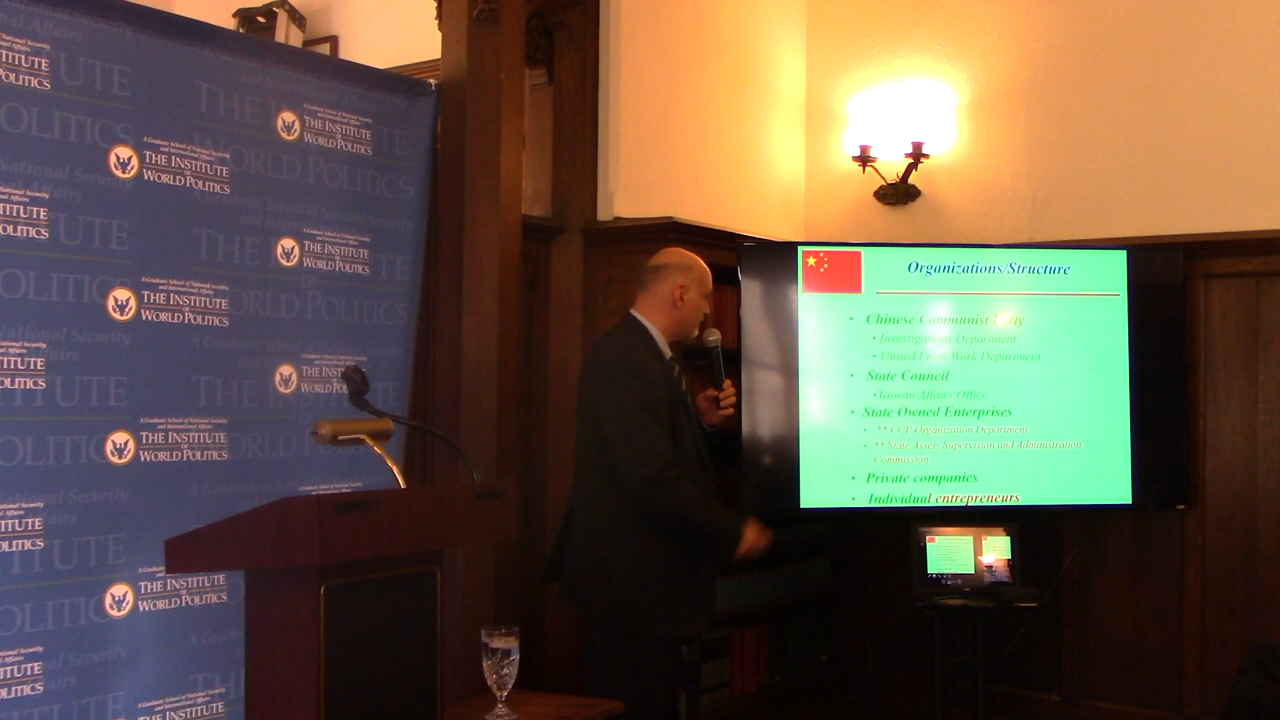 A Graduate School of National Security
and International Affairs
THE INSTITUTE
OF
WORLD POLITICS
Organizations/Structure
• Chinese Communist Party
• Investigations Department
• United Front Work Department
• State Council
• Taiwan Affairs Office
• State Owned Enterprises
• ** CCP Organization Department
• ** State Assets Supervision and Administration
Commission
• Private companies
• Individual entrepreneurs